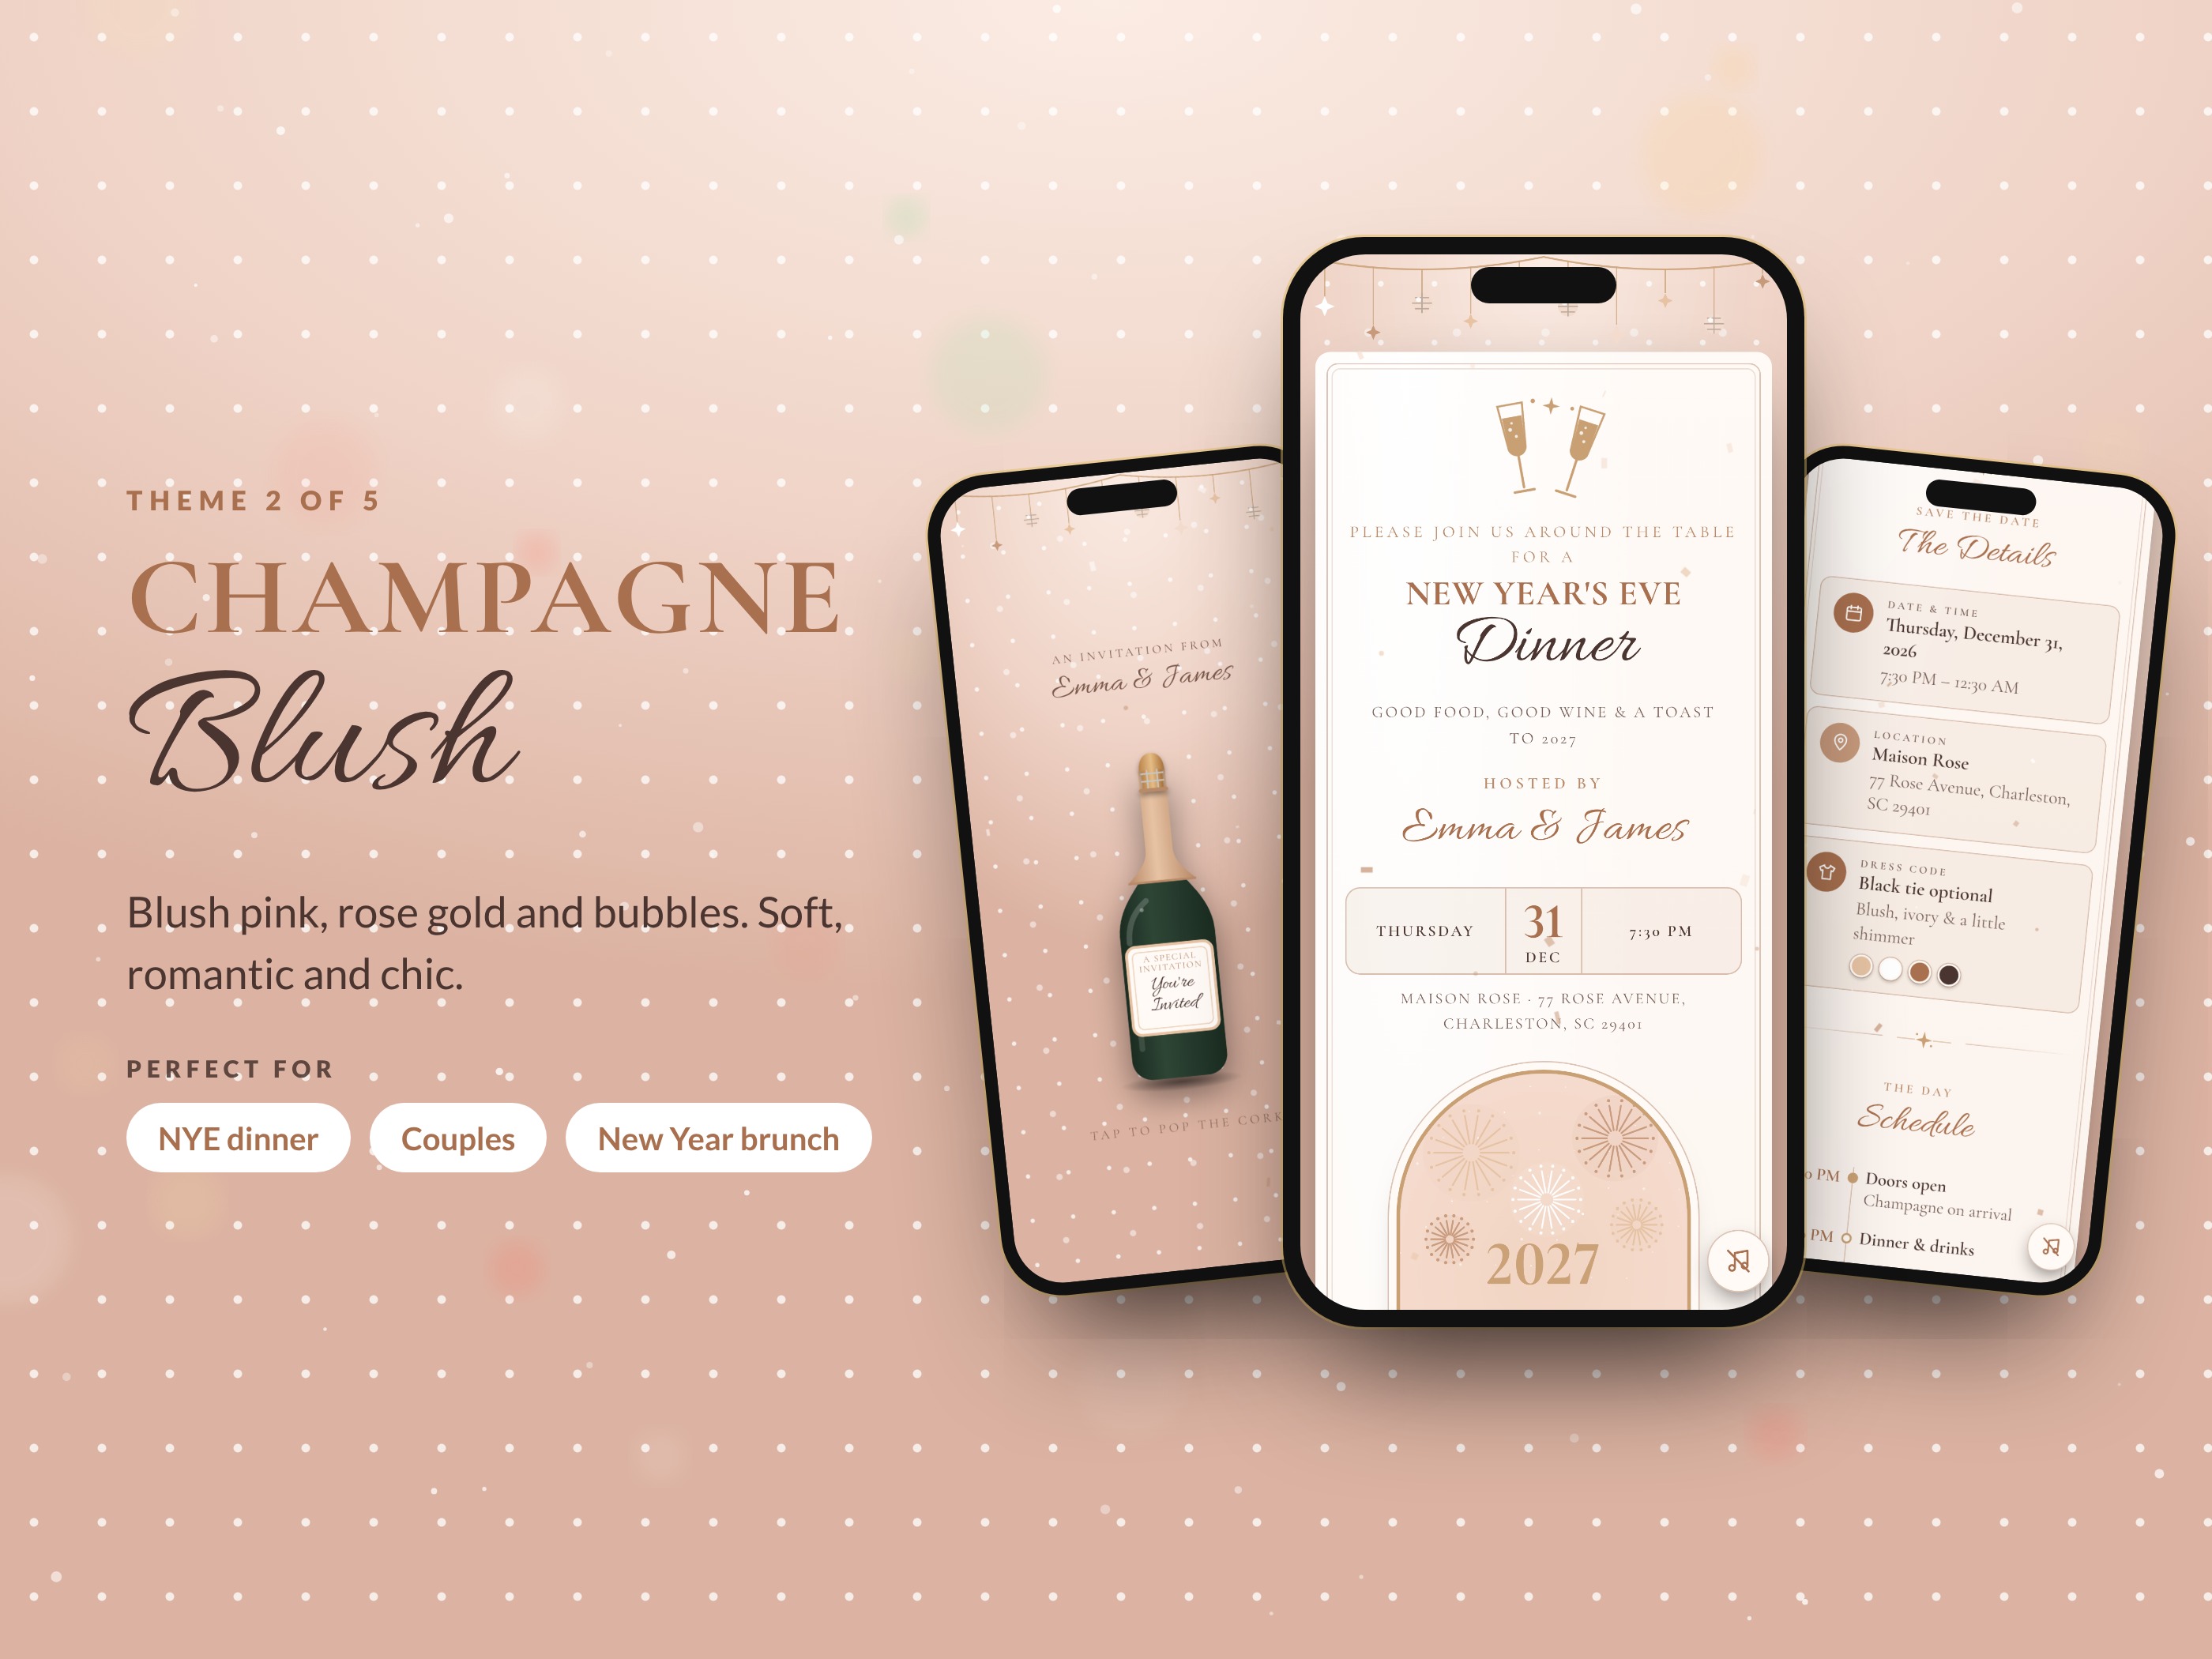 THEME 2 OF 5
CHAMPAGNE
Blush
Blush pink, rose gold and bubbles. Soft,
romantic and chic.
PERFECT FOR
NYE dinner
Couples
New Year brunch
AN INVITATION FROM
Emma & James
A SPECIAL
INVITATION
You're
Invited
TAP TO POP THE CORK
PLEASE JOIN US AROUND THE TABLE
FOR A
NEW YEAR'S EVE
Dinner
GOOD FOOD, GOOD WINE & A TOAST
TO 2027
HOSTED BY
Emma & James
THURSDAY
31
DEC
7:30 PM
MAISON ROSE · 77 ROSE AVENUE,
CHARLESTON, SC 29401
2027
SAVE THE DATE
The Details
DATE & TIME
Thursday, December 31,
2026
7:30 PM – 12:30 AM
LOCATION
Maison Rose
77 Rose Avenue, Charleston,
SC 29401
DRESS CODE
Black tie optional
Blush, ivory & a little
shimmer
THE DAY
Schedule
PM
Doors open
Champagne on arrival
PM
Dinner & drinks